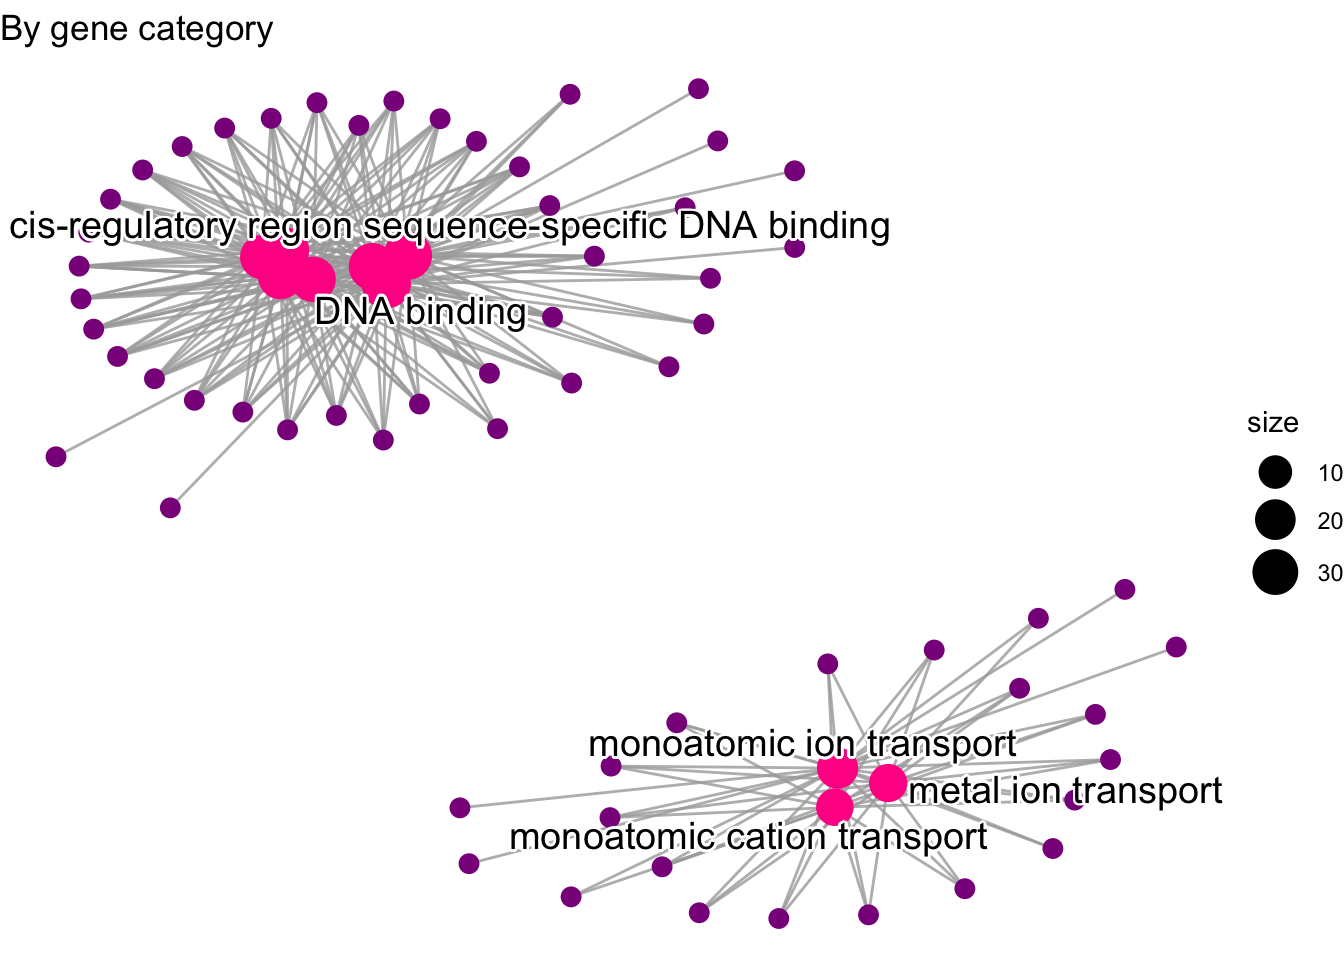 By gene category
cis-regulatory region sequence-specific DNA binding
DNA binding
size
10
20
30
monoatomic ion transport
metal ion transport
monoatomic cation transport